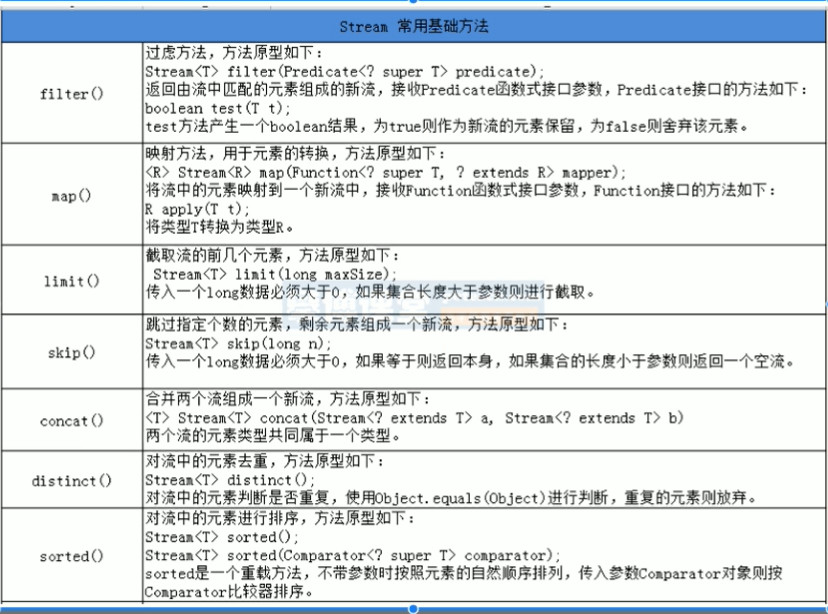 Stream 常用基础方法
filter()
过虑方法，方法原型如下：
Stream<T> filter(Predicate<? super T> predicate);
返回由流中匹配的元素组成的新流，接收Predicate函数式接口参数，Predicate接口的方法如下：
boolean test(T t);
test方法产生一个boolean结果，为true则作为新流的元素保留，为false则舍弃该元素。
map()
映射方法，用于元素的转换，方法原型如下：
<R> Stream<R> map(Function<? super T, ? extends R> mapper);
将流中的元素映射到一个新流中，接收Function函数式接口参数，Function接口的方法如下：
R apply(T t);
将类型T转换为类型R。
limit()
截取流的前几个元素，方法原型如下：
Stream<T> limit(long maxSize);
传入一个long数据必须大于0，如果集合长度大于参数则进行截取。
skip()
跳过指定个数的元素，剩余元素组成一个新流，方法原型如下：
Stream<T> skip(long n);
传入一个long数据必须大于0，如果等于则返回本身，如果集合的长度小于参数则返回一个空流。
concat()
合并两个流组成一个新流，方法原型如下：
<T> Stream<T> concat(Stream<? extends T> a, Stream<? extends T> b)
两个流的元素类型共同属于一个类型。
distinct()
对流中的元素去重，方法原型如下：
Stream<T> distinct();
对流中的元素判断是否重复，使用Object.equals(Object)进行判断，重复的元素则放弃。
sorted()
对流中的元素进行排序，方法原型如下：
Stream<T> sorted();
Stream<T> sorted(Comparator<? super T> comparator);
sorted是一个重载方法，不带参数时按照元素的自然顺序排列，传入参数Comparator对象则按
Comparator比较器排序。